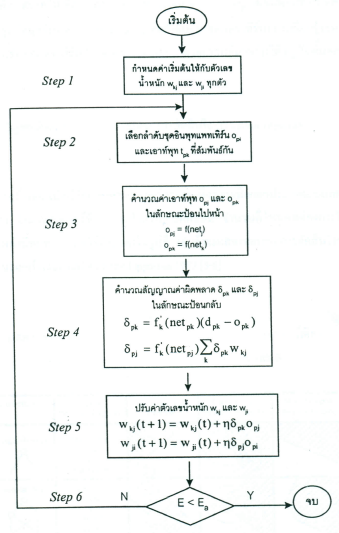 เริ่มต้น
Step 1
กำหนดค่าเริ่มต้นให้กับตัวเลข
น้ำหนัก w_kj และ w_ji ทุกตัว
Step 2
เลือกลำดับชุดอินพุทแพทเทิร์น o_pi
และเอาท์พุท t_pk ที่สัมพันธ์กัน
Step 3
คำนวณค่าเอาท์พุท o_pj และ o_pk
ในลักษณะป้อนไปหน้า
o_pj = f(net_j)
o_pk = f(net_k)
Step 4
คำนวณสัญญาณค่าผิดพลาด δ_pk และ δ_pj
ในลักษณะป้อนกลับ
δ_pk = f'_k(net_pk)(d_pk − o_pk)
δ_pj = f'_k(net_pj)∑_k δ_pk w_kj
Step 5
ปรับค่าตัวเลขน้ำหนัก w_kj และ w_ji
w_kj(t+1) = w_kj(t) + ηδ_pk o_pj
w_ji(t+1) = w_ji(t) + ηδ_pj o_pi
Step 6
N
E < E_a
Y
จบ